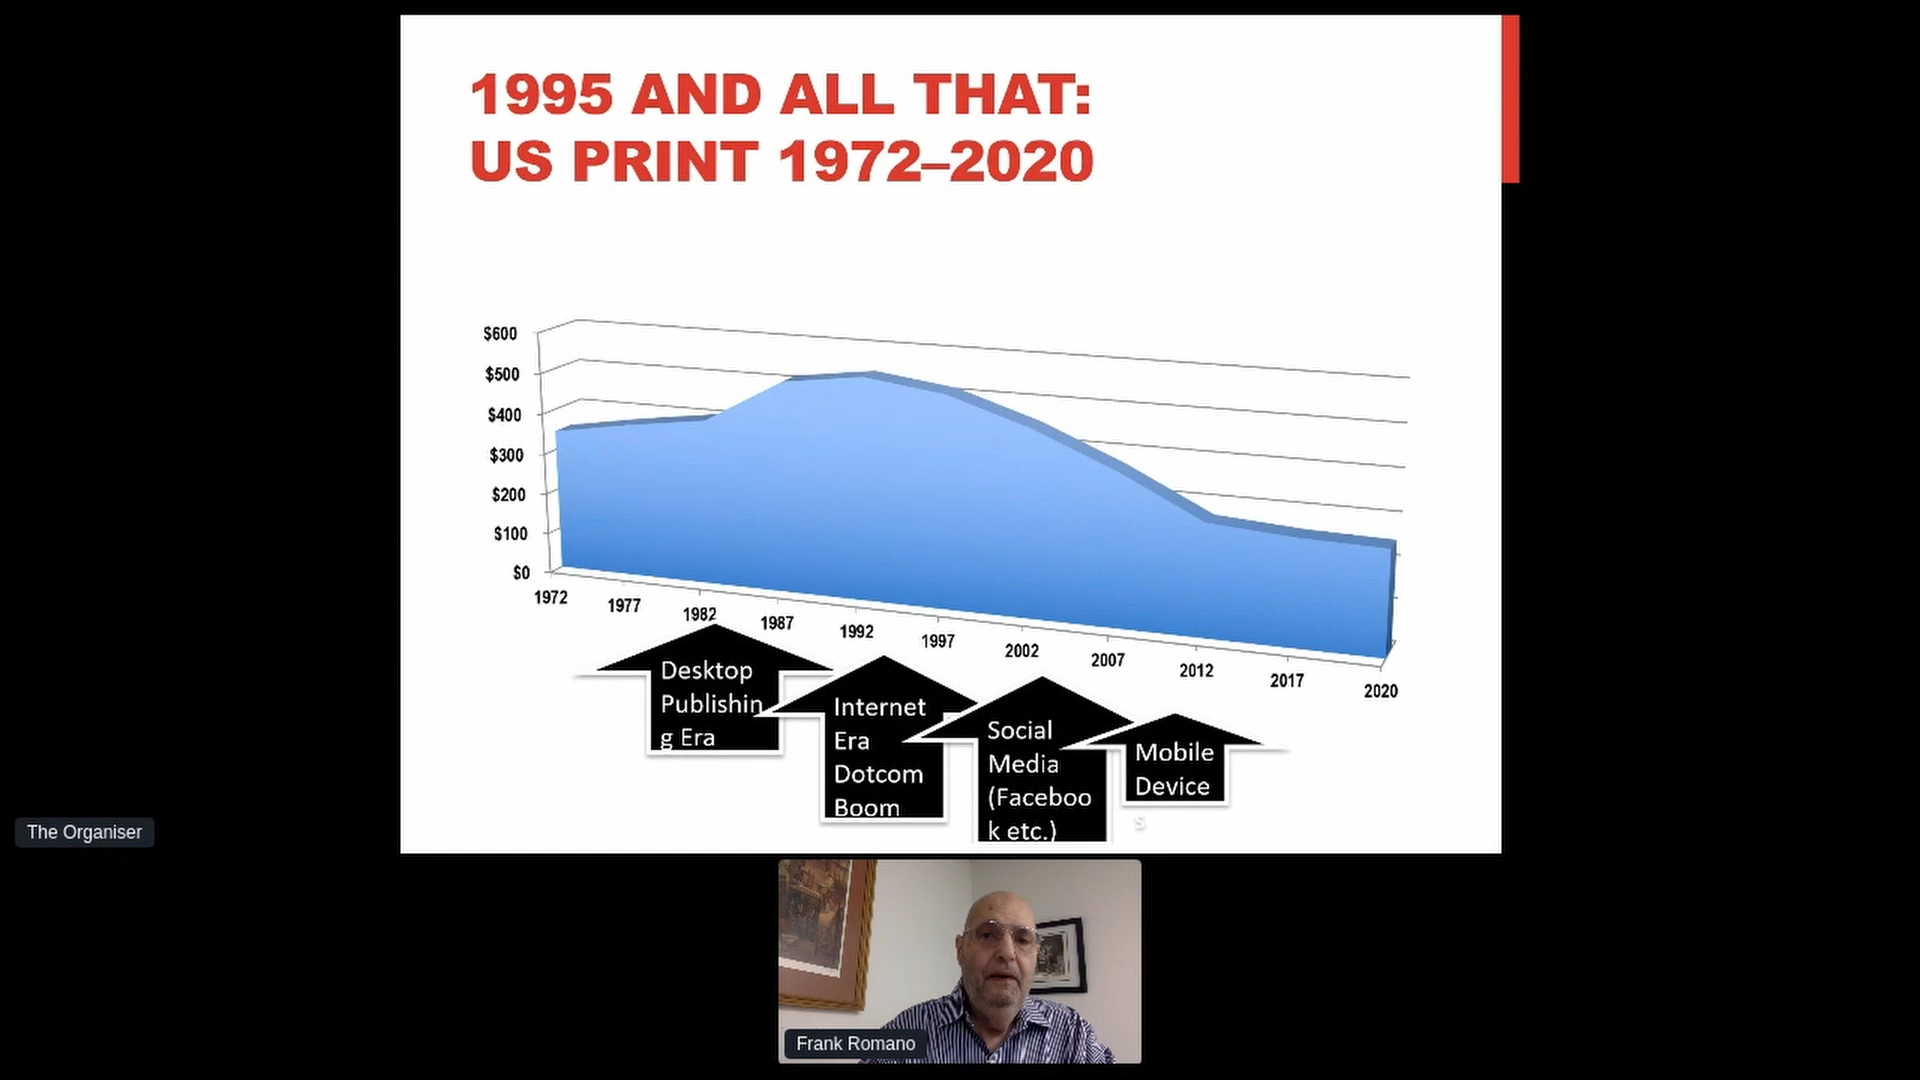 1995 AND ALL THAT:
US PRINT 1972–2020
$600
$500
$400
$300
$200
$100
$0
1972
1977
1982
1987
1992
1997
2002
2007
2012
2017
2020
Desktop
Publishin
g Era
Internet
Era
Dotcom
Boom
Social
Media
(Faceboo
k etc.)
Mobile
Device
s
The Organiser
Frank Romano